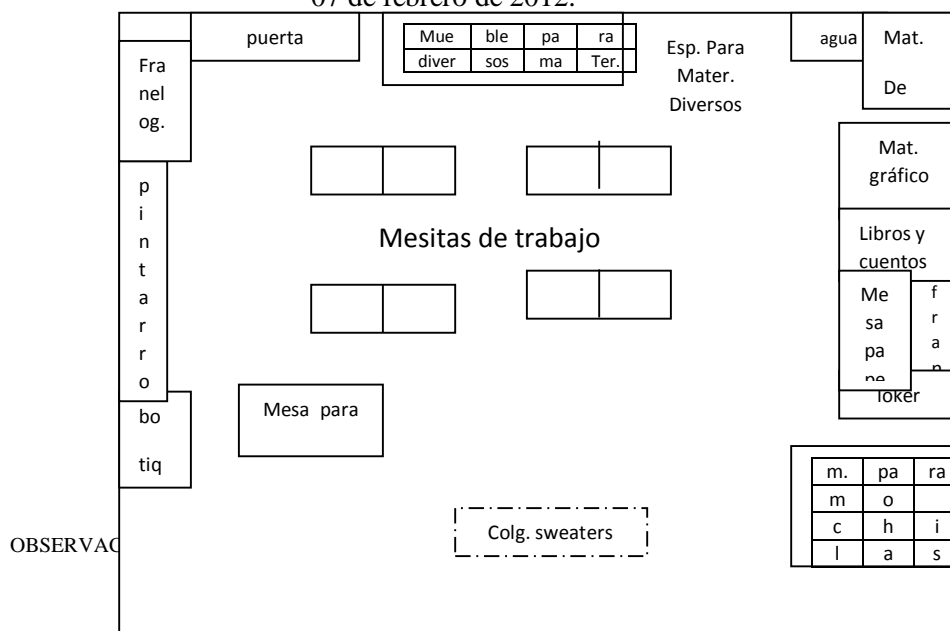 07 de febrero de 2012.
puerta
Mue ble pa ra
diver sos ma Ter.
Esp. Para
Mater.
Diversos
agua
Mat.
De
Fra
nel
og.
Mat.
gráfico
p
i
n
t
a
r
r
o
Mesitas de trabajo
Libros y
cuentos
Me
sa
pa
pe
f
r
a
n
loker
bo
tiq
Mesa para
m. pa ra
m o
c h i
l a s
Colg. sweaters
OBSERVAC